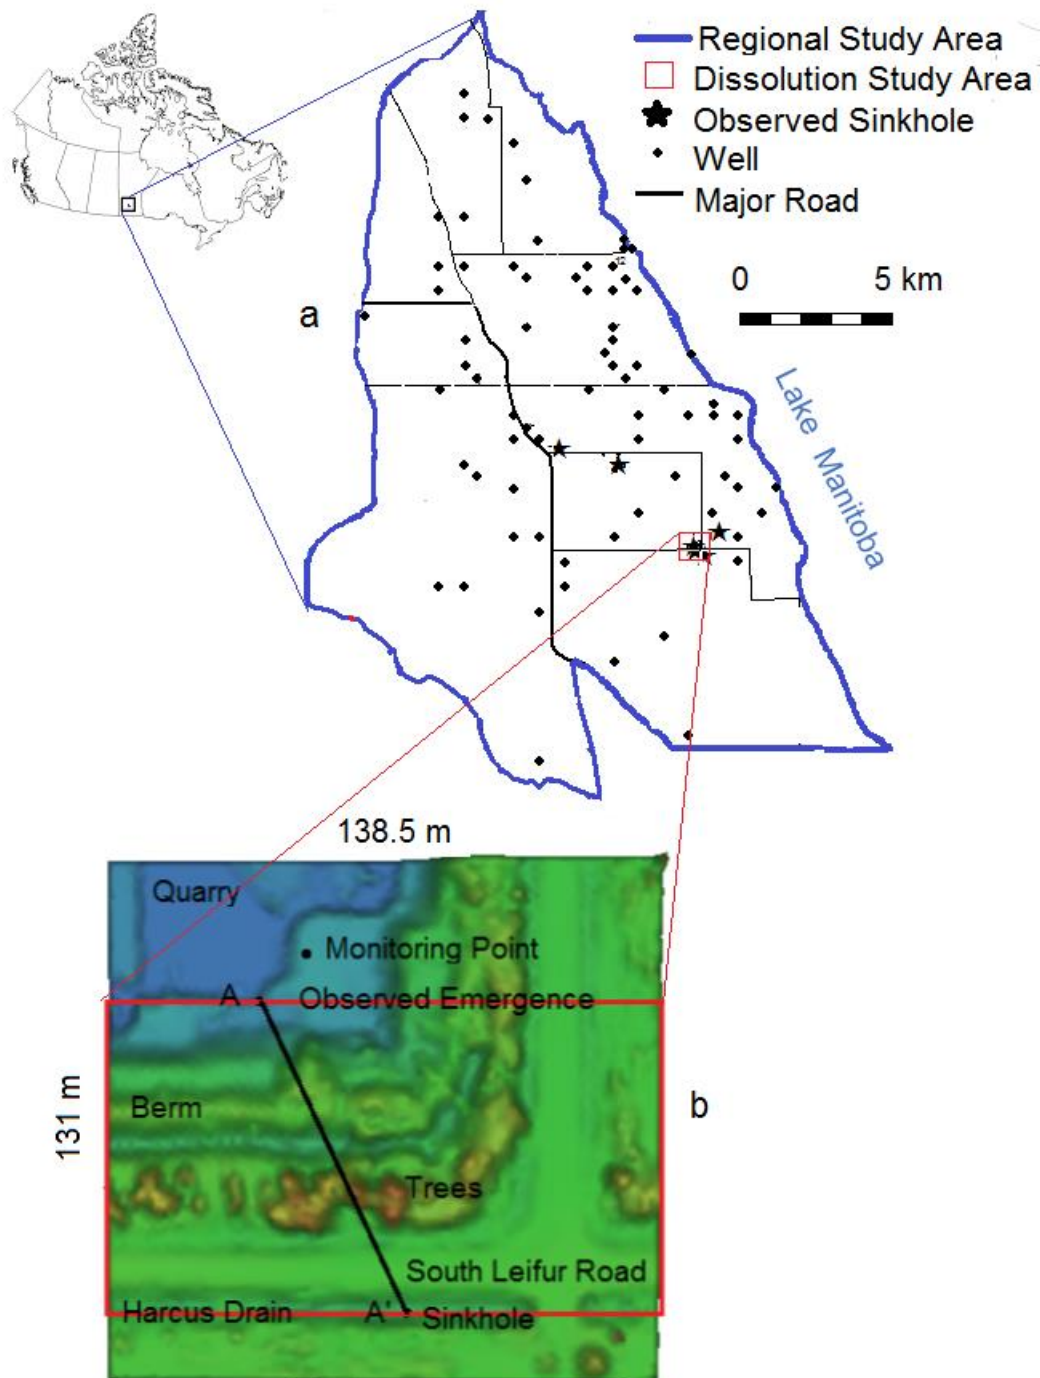 Regional Study Area
Dissolution Study Area
Observed Sinkhole
Well
Major Road
0 5 km
12
a
Lake Manitoba
138.5 m
Quarry
Monitoring Point
A Observed Emergence
131 m
Berm
b
Trees
South Leifur Road
Harcus Drain A' Sinkhole